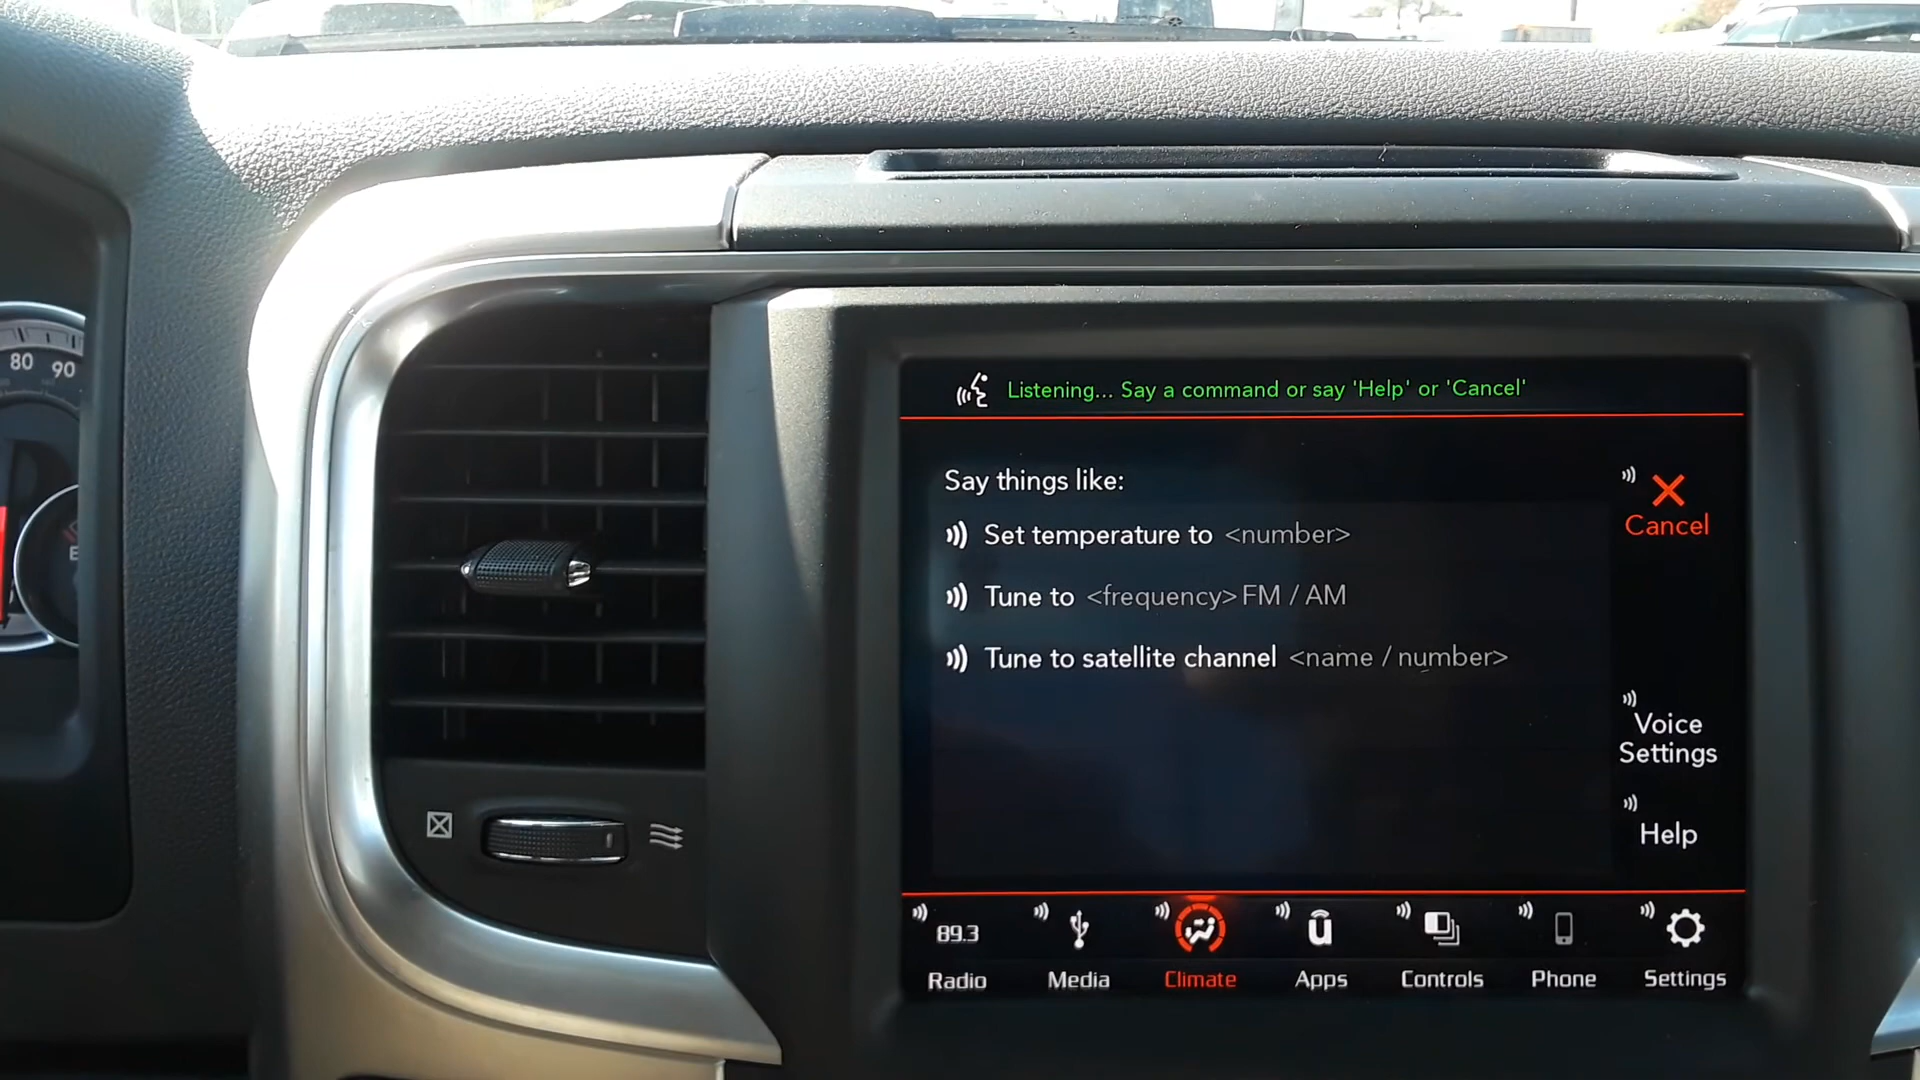 80 90
Listening... Say a command or say 'Help' or 'Cancel'
Say things like:
Set temperature to <number>
Tune to <frequency> FM / AM
Tune to satellite channel <name / number>
Cancel
Voice
Settings
Help
89.3
Radio Media Climate Apps Controls Phone Settings